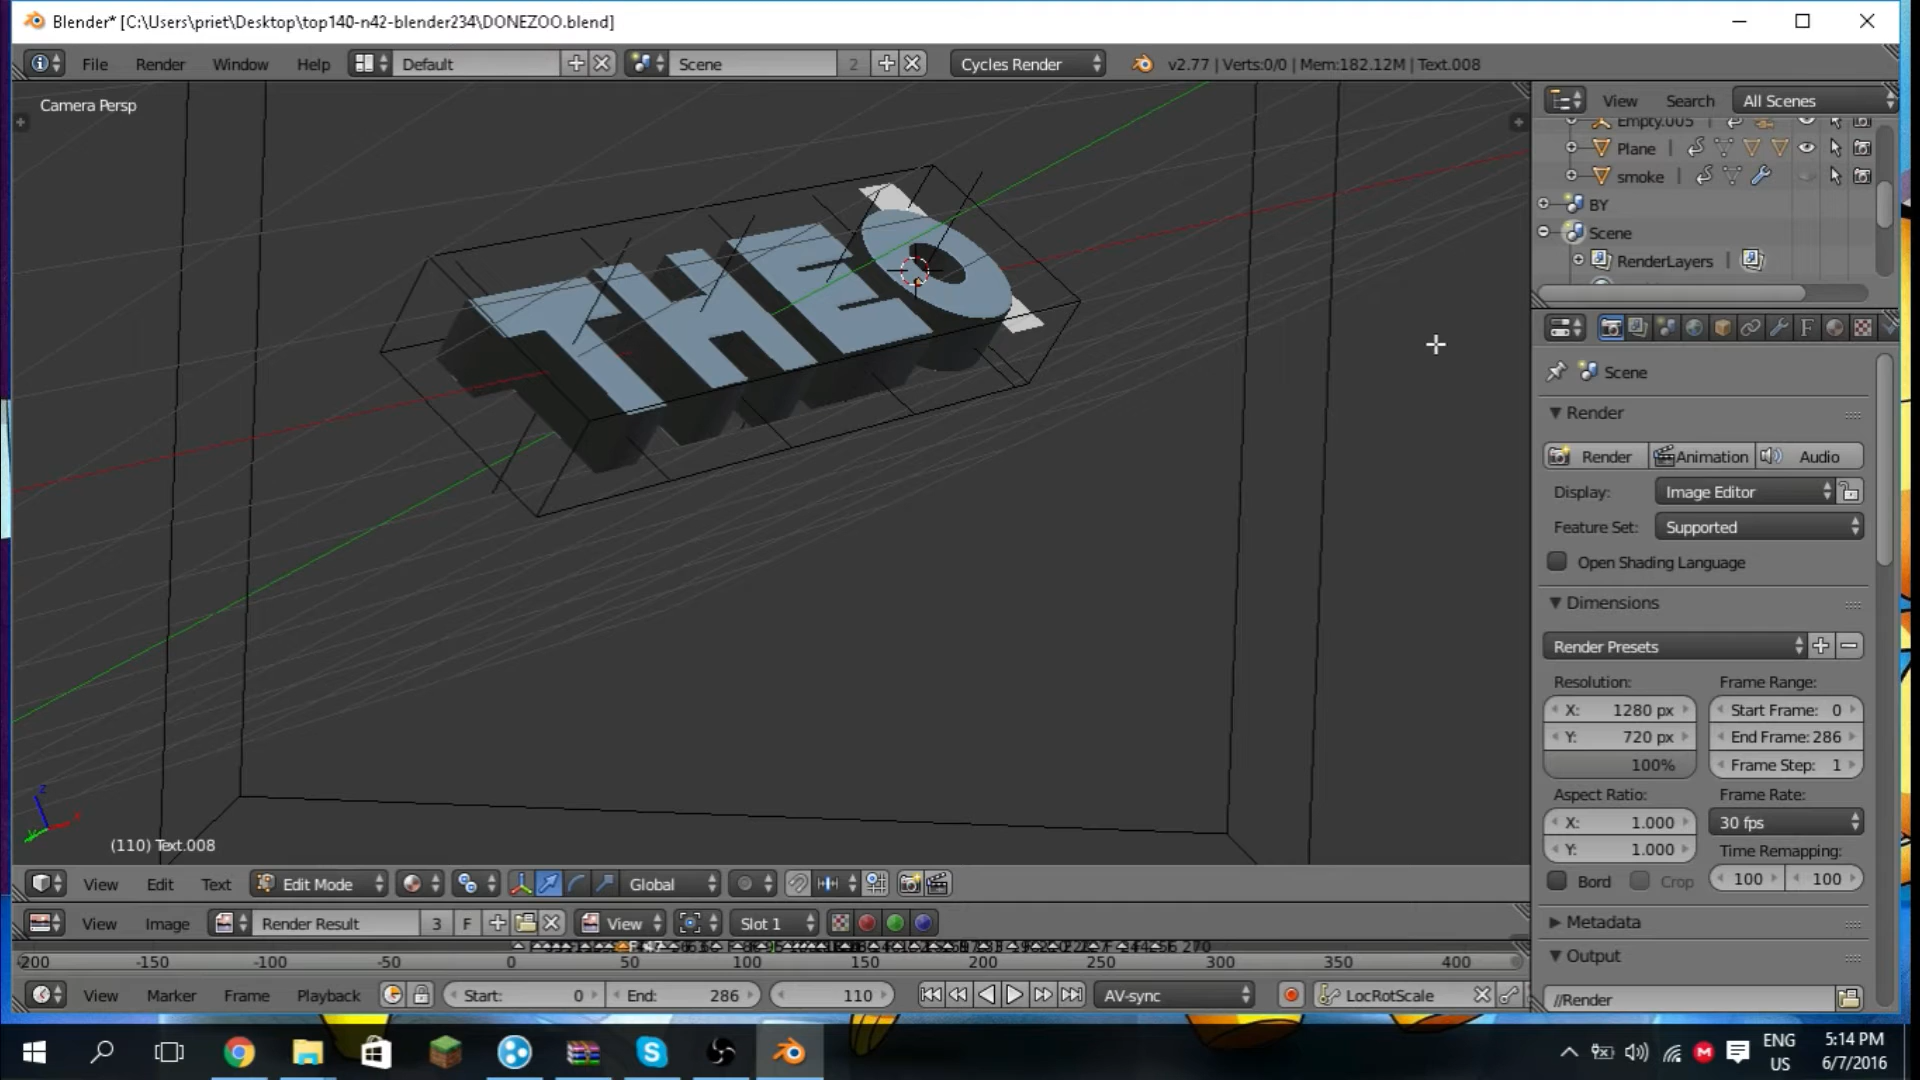 Blender* [C:\Users\priet\Desktop\top140-n42-blender234\DONEZOO.blend]
File Render Window Help Default Scene 2 Cycles Render v2.77 | Verts:0/0 | Mem:182.12M | Text.008
Camera Persp
THEO
(110) Text.008
View Search All Scenes
Empty.005
Plane
smoke
BY
Scene
RenderLayers
Scene
Render
Render Animation Audio
Display: Image Editor
Feature Set: Supported
Open Shading Language
Dimensions
Render Presets
Resolution: Frame Range:
X: 1280 px Start Frame: 0
Y: 720 px End Frame: 286
100% Frame Step: 1
Aspect Ratio: Frame Rate:
X: 1.000 30 fps
Y: 1.000 Time Remapping:
Bord Crop 100 100
Metadata
Output
//Render
View Edit Text Edit Mode Global
View Image Render Result 3 F View Slot 1
-200 -150 -100 -50 0 50 100 150 200 250 300 350 400
View Marker Frame Playback Start: 0 End: 286 110 AV-sync LocRotScale
ENG 5:14 PM
US 6/7/2016